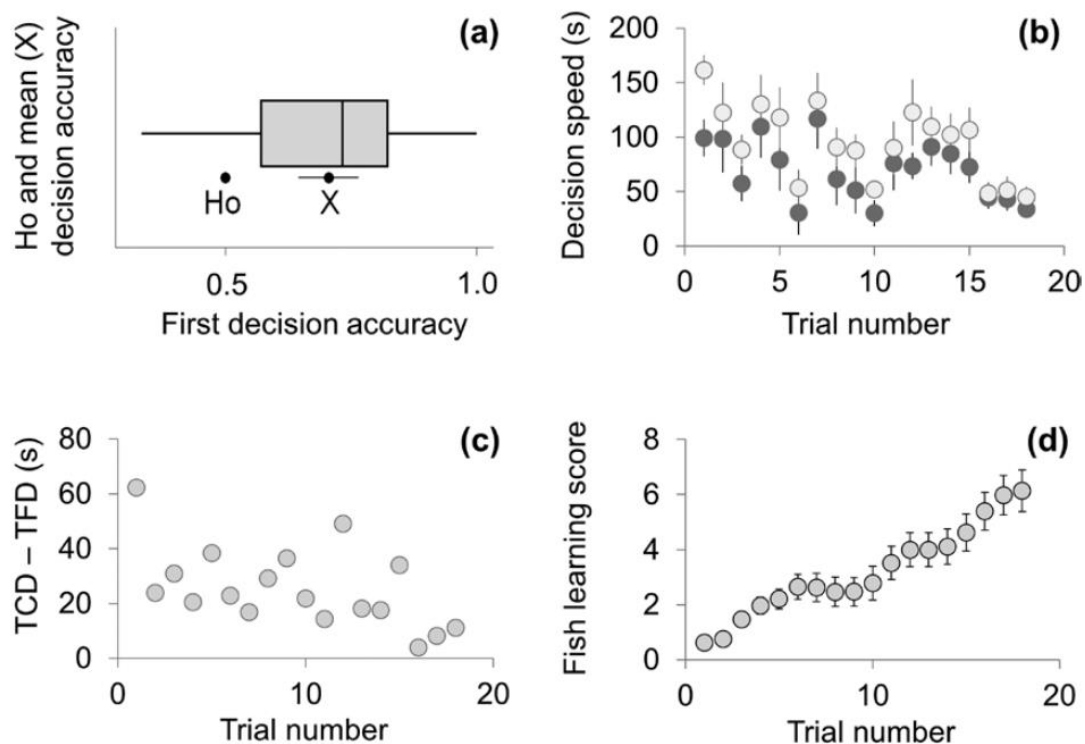 (a)
Ho and mean (X)
decision accuracy
Ho
X
0.5
1.0
First decision accuracy
(b)
Decision speed (s)
200
150
100
50
0
0
5
10
15
20
Trial number
(c)
TCD – TFD (s)
80
60
40
20
0
0
10
20
Trial number
(d)
Fish learning score
8
6
4
2
0
0
10
20
Trial number